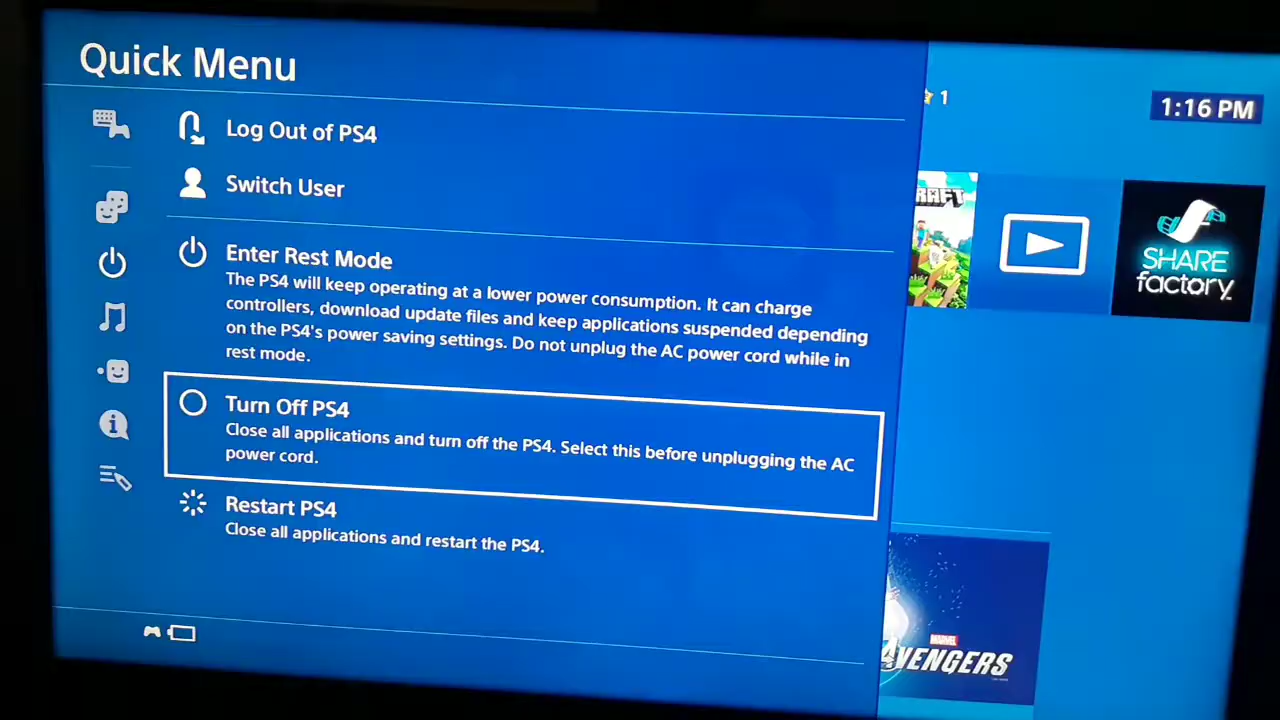 Quick Menu
1
1:16 PM
Log Out of PS4
Switch User
Enter Rest Mode
The PS4 will keep operating at a lower power consumption. It can charge
controllers, download update files and keep applications suspended depending
on the PS4's power saving settings. Do not unplug the AC power cord while in
rest mode.
Turn Off PS4
Close all applications and turn off the PS4. Select this before unplugging the AC
power cord.
Restart PS4
Close all applications and restart the PS4.
RAFT
SHARE
factory
MARVEL
AVENGERS